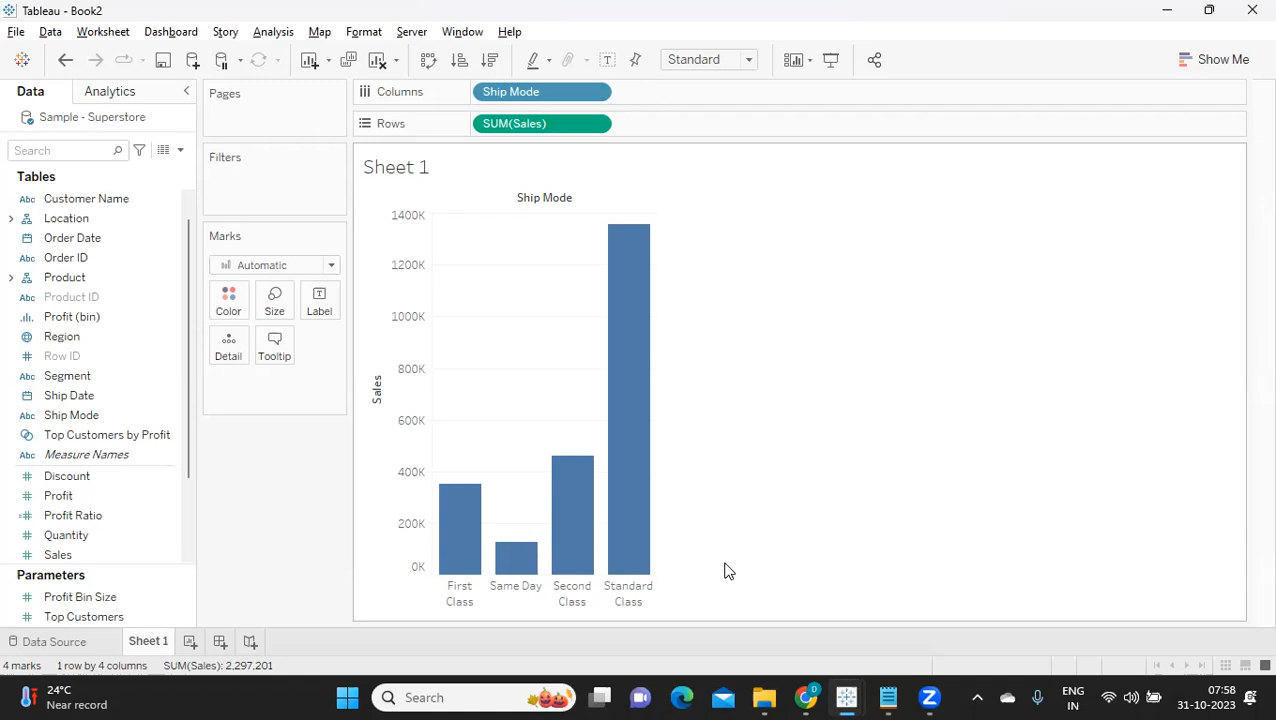 Tableau - Book2
File Data Worksheet Dashboard Story Analysis Map Format Server Window Help
Standard
Show Me
Data Analytics
Sample - Superstore
Search
Tables
Abc Customer Name
Location
Order Date
Abc Order ID
Product
Abc Product ID
Profit (bin)
Region
Row ID
Abc Segment
Ship Date
Abc Ship Mode
Top Customers by Profit
Abc Measure Names
Discount
Profit
Profit Ratio
Quantity
Sales
Parameters
Profit Bin Size
Top Customers
Pages
Filters
Marks
Automatic
Color Size Label
Detail Tooltip
Columns Ship Mode
Rows SUM(Sales)
Sheet 1
Ship Mode
1400K
1200K
1000K
800K
600K
400K
200K
0K
Sales
First Class
Same Day
Second Class
Standard Class
Data Source Sheet 1
4 marks 1 row by 4 columns SUM(Sales): 2,297,201
24°C
Near record
Search
ENG
IN
07:58
31-10-2023